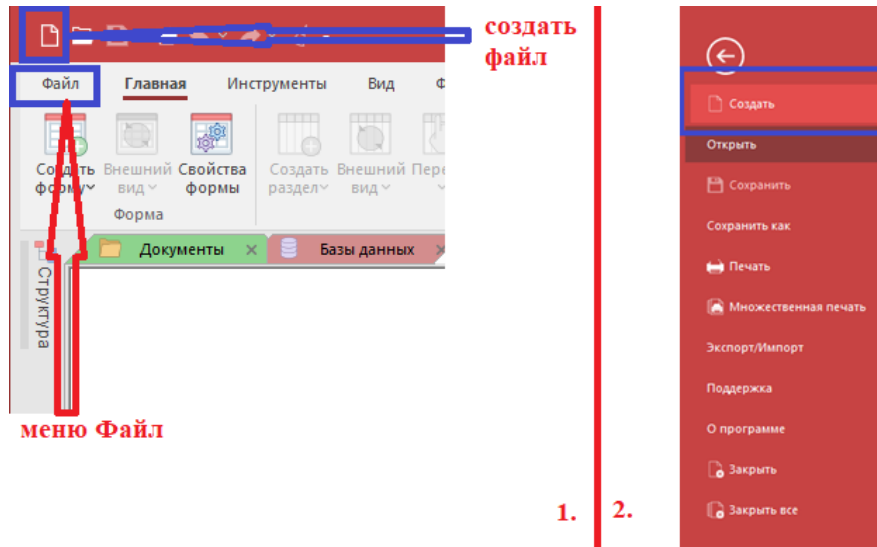 создать
файл
Файл Главная Инструменты Вид
Создать Внешний Свойства Создать Внешний
форму вид формы раздел вид
Форма
Документы Базы данных
Структура
меню Файл
1. 2.
Создать
Открыть
Сохранить
Сохранить как
Печать
Множественная печать
Экспорт/Импорт
Поддержка
О программе
Закрыть
Закрыть все